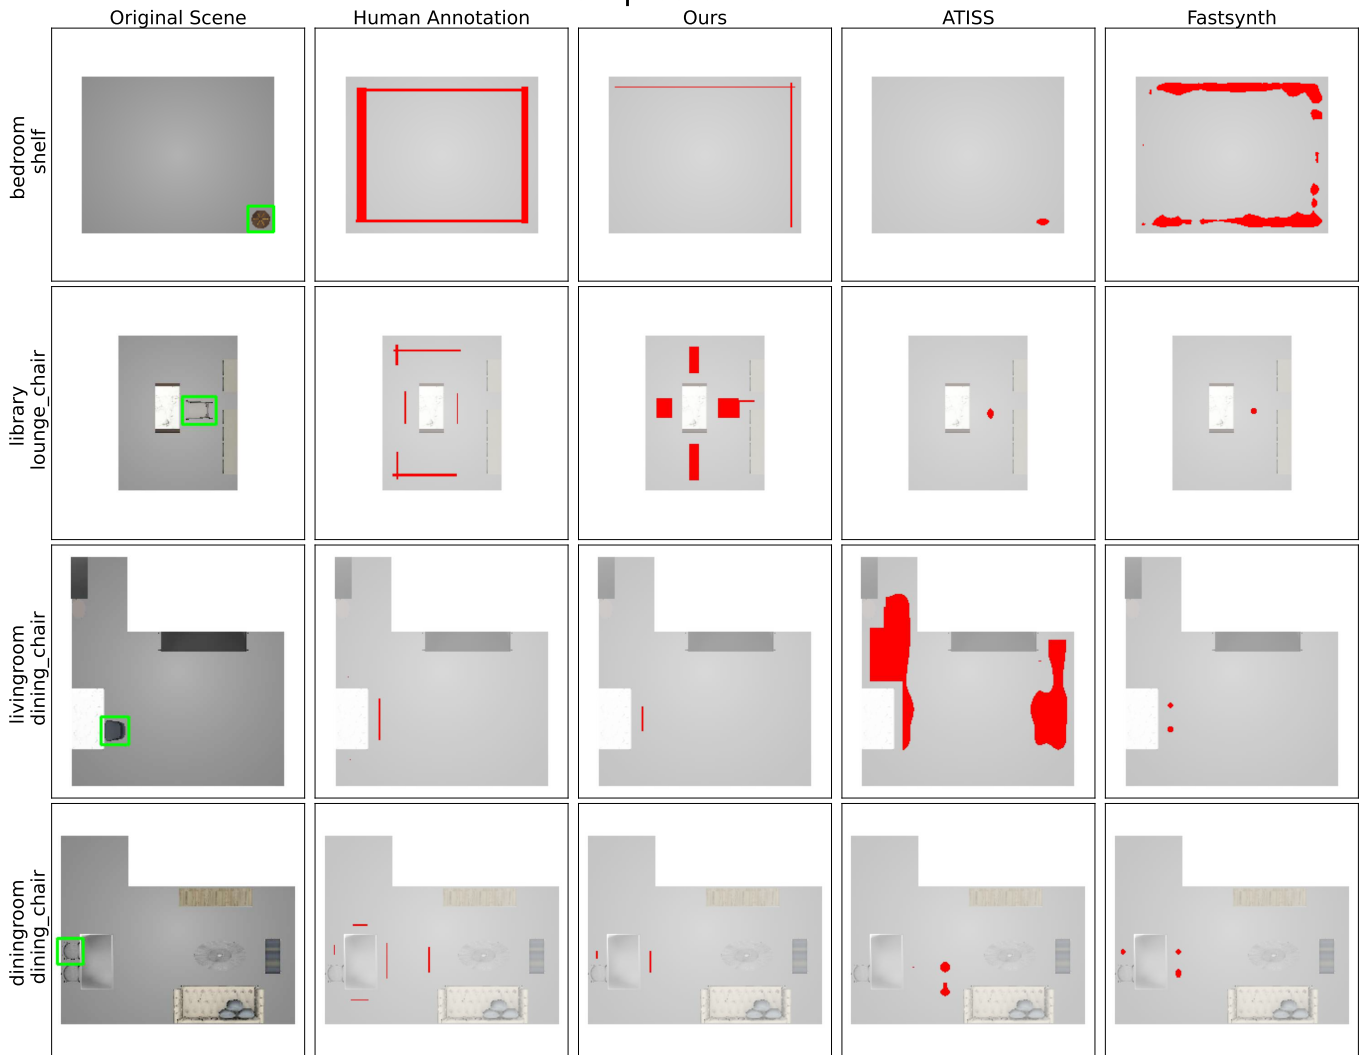 Original Scene
Human Annotation
Ours
ATISS
Fastsynth
bedroom
shelf
library
lounge_chair
livingroom
dining_chair
diningroom
dining_chair